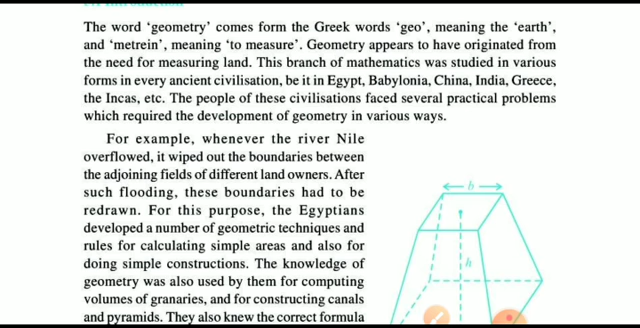 The word ‘geometry’ comes form the Greek words ‘geo’, meaning the ‘earth’,
and ‘metrein’, meaning ‘to measure’. Geometry appears to have originated from
the need for measuring land. This branch of mathematics was studied in various
forms in every ancient civilisation, be it in Egypt, Babylonia, China, India, Greece,
the Incas, etc. The people of these civilisations faced several practical problems
which required the development of geometry in various ways.
For example, whenever the river Nile
overflowed, it wiped out the boundaries between
the adjoining fields of different land owners. After
such flooding, these boundaries had to be
redrawn. For this purpose, the Egyptians
developed a number of geometric techniques and
rules for calculating simple areas and also for
doing simple constructions. The knowledge of
geometry was also used by them for computing
volumes of granaries, and for constructing canals
and pyramids. They also knew the correct formula
b
h